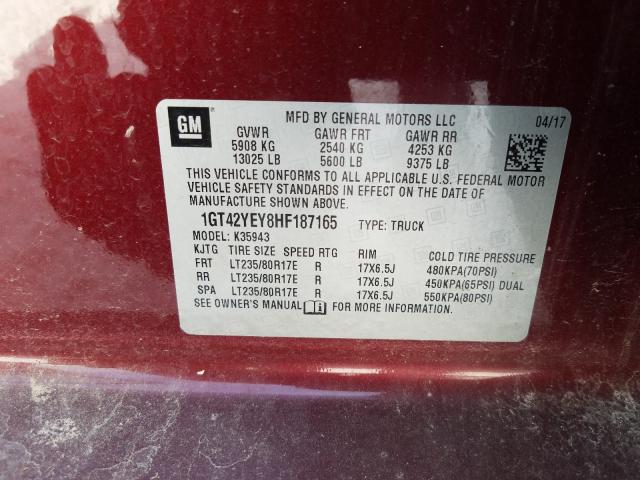 GM
MFD BY GENERAL MOTORS LLC 04/17
GVWR GAWR FRT GAWR RR
5908 KG 2540 KG 4253 KG
13025 LB 5600 LB 9375 LB
THIS VEHICLE CONFORMS TO ALL APPLICABLE U.S. FEDERAL MOTOR
VEHICLE SAFETY STANDARDS IN EFFECT ON THE DATE OF
MANUFACTURE SHOWN ABOVE.
1GT42YEY8HF187165 TYPE: TRUCK
MODEL: K35943
KJTG TIRE SIZE SPEED RTG RIM COLD TIRE PRESSURE
FRT LT235/80R17E R 17X6.5J 480KPA(70PSI)
RR LT235/80R17E R 17X6.5J 450KPA(65PSI) DUAL
SPA LT235/80R17E R 17X6.5J 550KPA(80PSI)
SEE OWNER'S MANUAL FOR MORE INFORMATION.